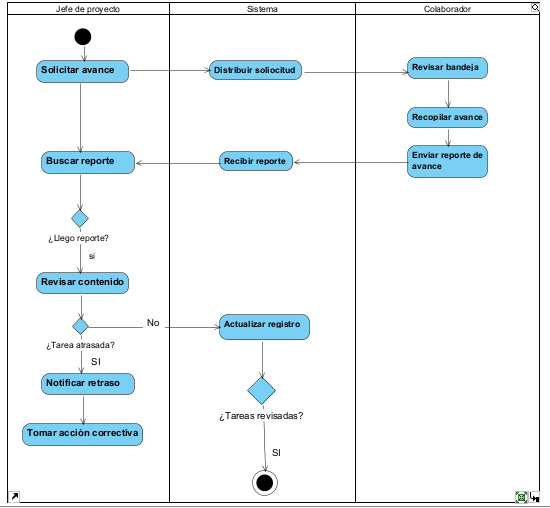 Jefe de proyecto
Sistema
Colaborador
Solicitar avance
Distribuir soliocitud
Revisar bandeja
Recopilar avance
Buscar reporte
Recibir reporte
Enviar reporte de
avance
¿Llego reporte?
si
Revisar contenido
No
Actualizar registro
¿Tarea atrasada?
SI
Notificar retraso
¿Tareas revisadas?
Tomar acciòn correctiva
SI